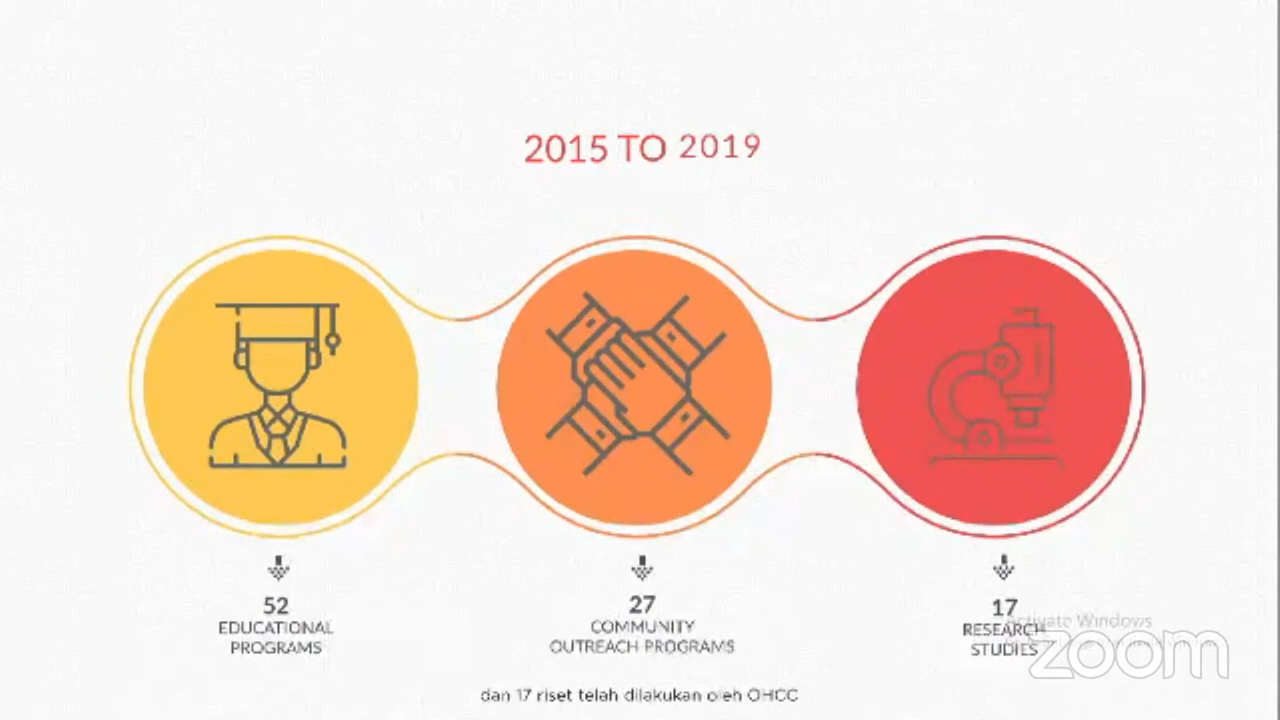 2015 TO 2019
52
EDUCATIONAL
PROGRAMS
27
COMMUNITY
OUTREACH PROGRAMS
17
RESEARCH
STUDIES
Activate Windows
zoom
dan 17 riset telah dilakukan oleh OHCC